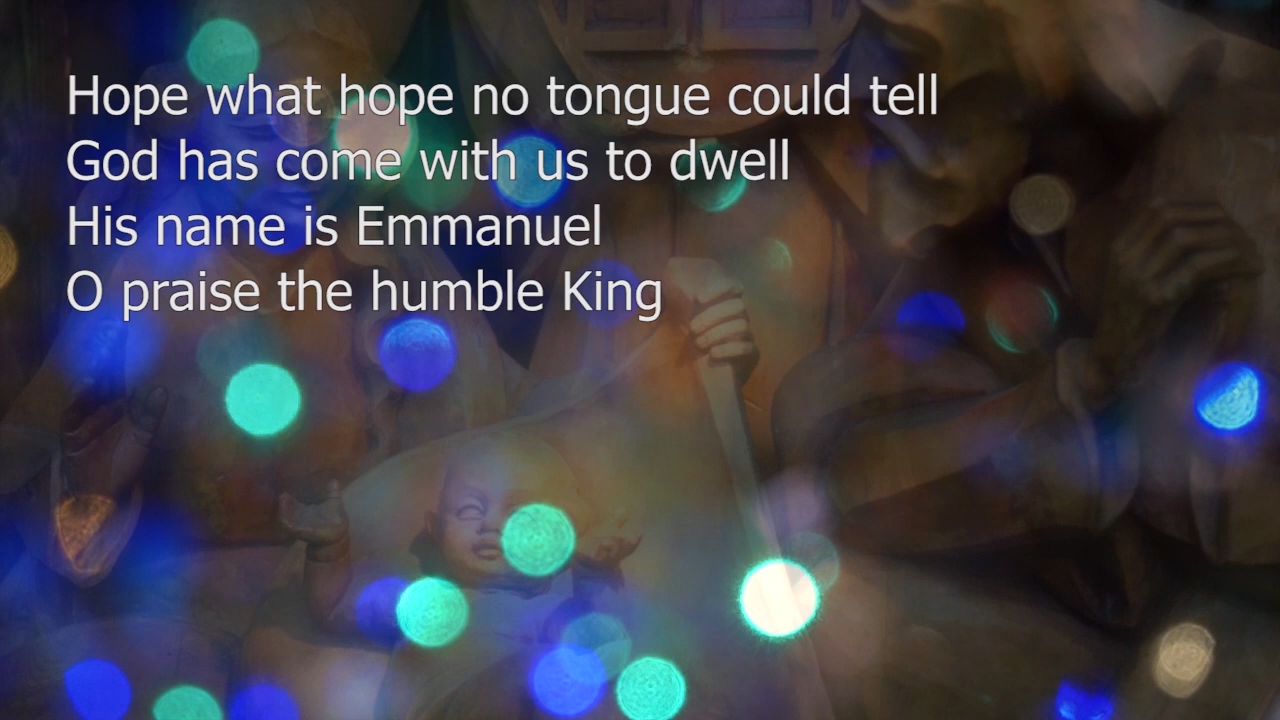 Hope what hope no tongue could tell
God has come with us to dwell
His name is Emmanuel
O praise the humble King